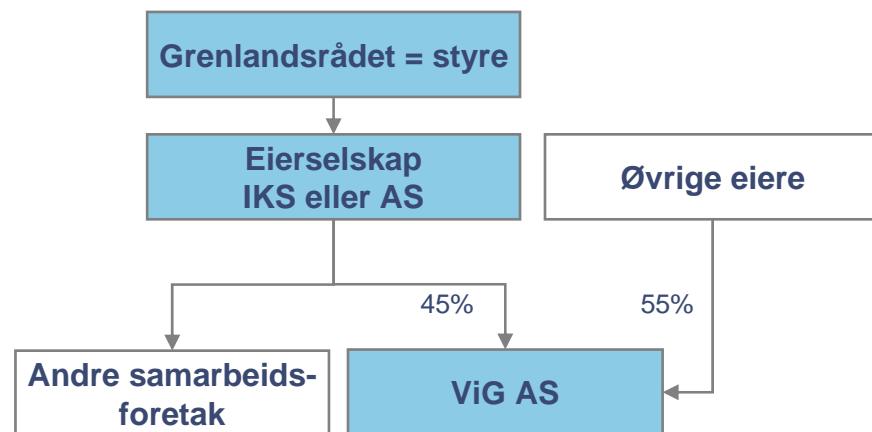 Grenlandsrådet = styre
Eierselskap
IKS eller AS
Øvrige eiere
45%
55%
Andre samarbeids-
foretak
ViG AS